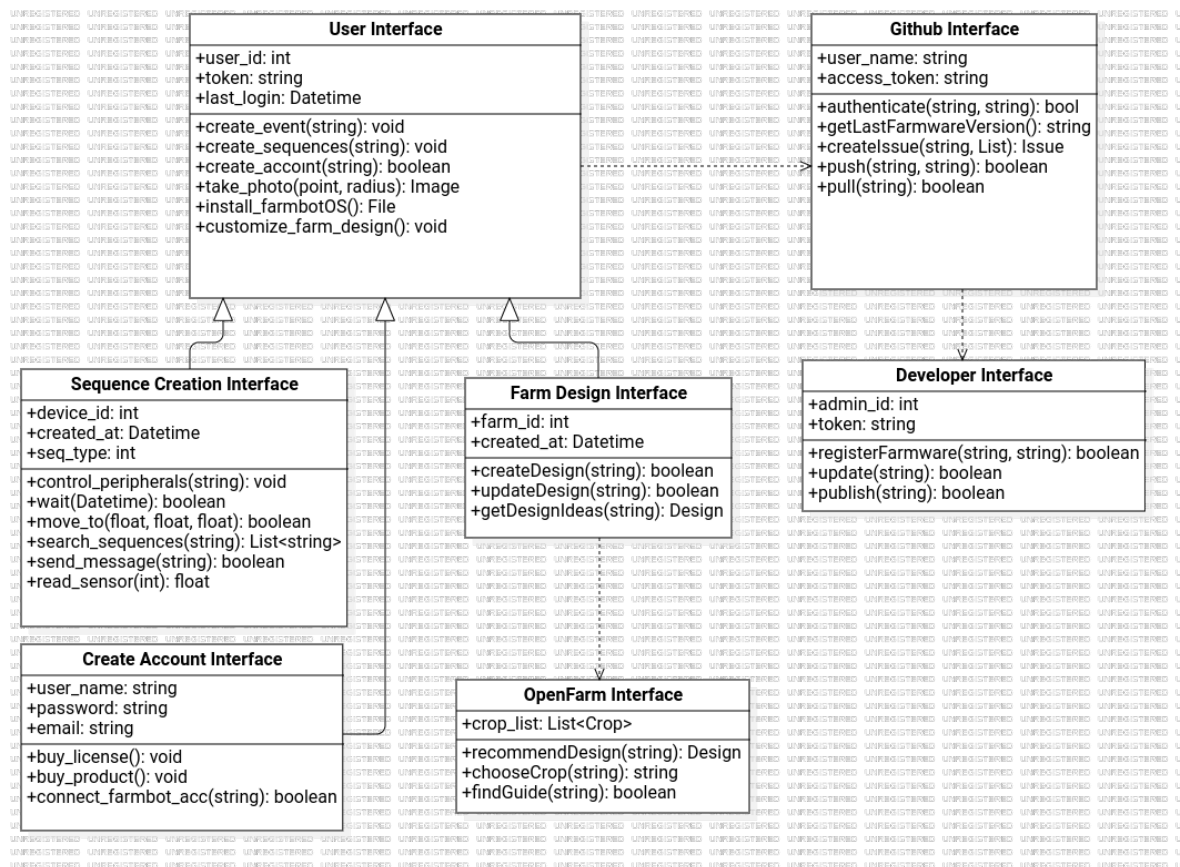 User Interface
+user_id: int
+token: string
+last_login: Datetime
+create_event(string): void
+create_sequences(string): void
+create_accoint(string): boolean
+take_photo(point, radius): Image
+install_farmbotOS(): File
+customize_farm_design(): void
Github Interface
+user_name: string
+access_token: string
+authenticate(string, string): bool
+getLastFarmwareVersion(): string
+createIssue(string, List): Issue
+push(string, string): boolean
+pull(string): boolean
Sequence Creation Interface
+device_id: int
+created_at: Datetime
+seq_type: int
+control_peripherals(string): void
+wait(Datetime): boolean
+move_to(float, float, float): boolean
+search_sequences(string): List<string>
+send_message(string): boolean
+read_sensor(int): float
Farm Design Interface
+farm_id: int
+created_at: Datetime
+createDesign(string): boolean
+updateDesign(string): boolean
+getDesignIdeas(string): Design
Developer Interface
+admin_id: int
+token: string
+registerFarmware(string, string): boolean
+update(string): boolean
+publish(string): boolean
Create Account Interface
+user_name: string
+password: string
+email: string
+buy_license(): void
+buy_product(): void
+connect_farmbot_acc(string): boolean
OpenFarm Interface
+crop_list: List<Crop>
+recommendDesign(string): Design
+chooseCrop(string): string
+findGuide(string): boolean
UNREGISTERED